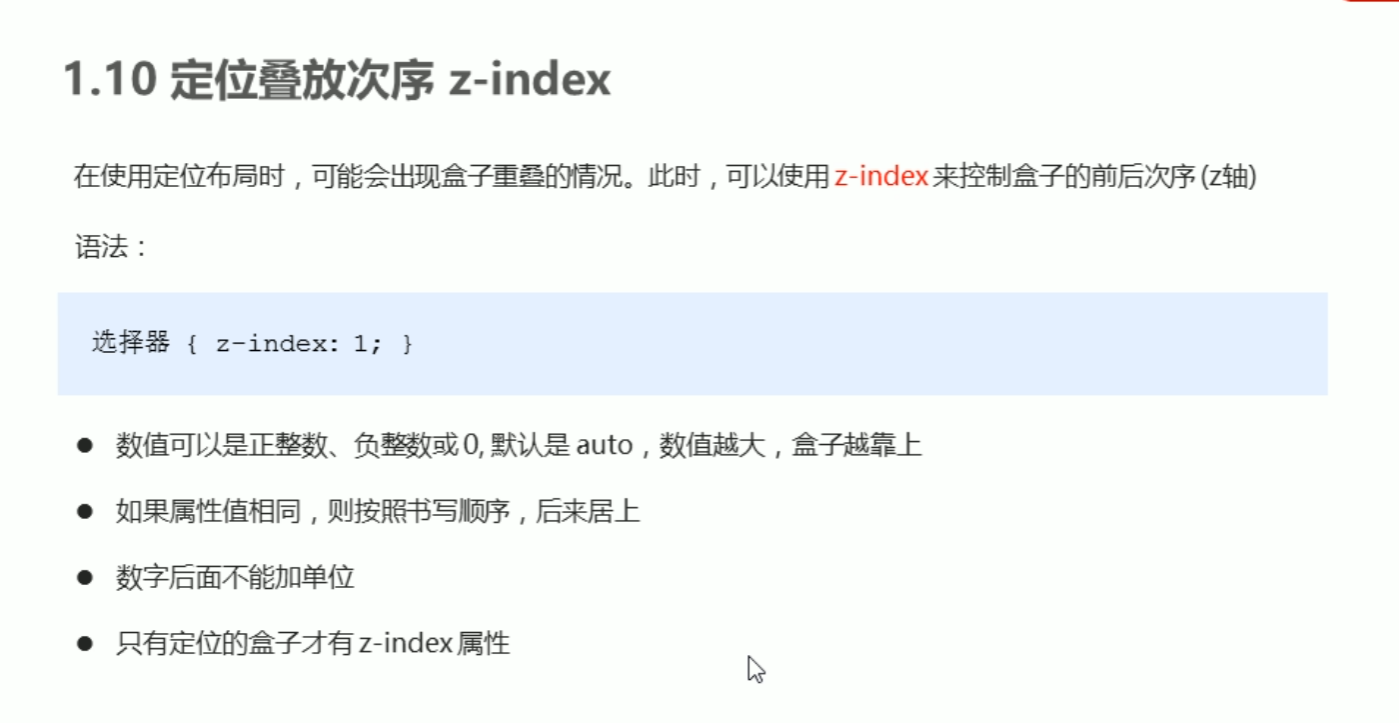 1.10 定位叠放次序 z-index
在使用定位布局时，可能会出现盒子重叠的情况。此时，可以使用 z-index 来控制盒子的前后次序 (z轴)
语法：
选择器 { z-index: 1; }
● 数值可以是正整数、负整数或 0, 默认是 auto，数值越大，盒子越靠上
● 如果属性值相同，则按照书写顺序，后来居上
● 数字后面不能加单位
● 只有定位的盒子才有 z-index 属性